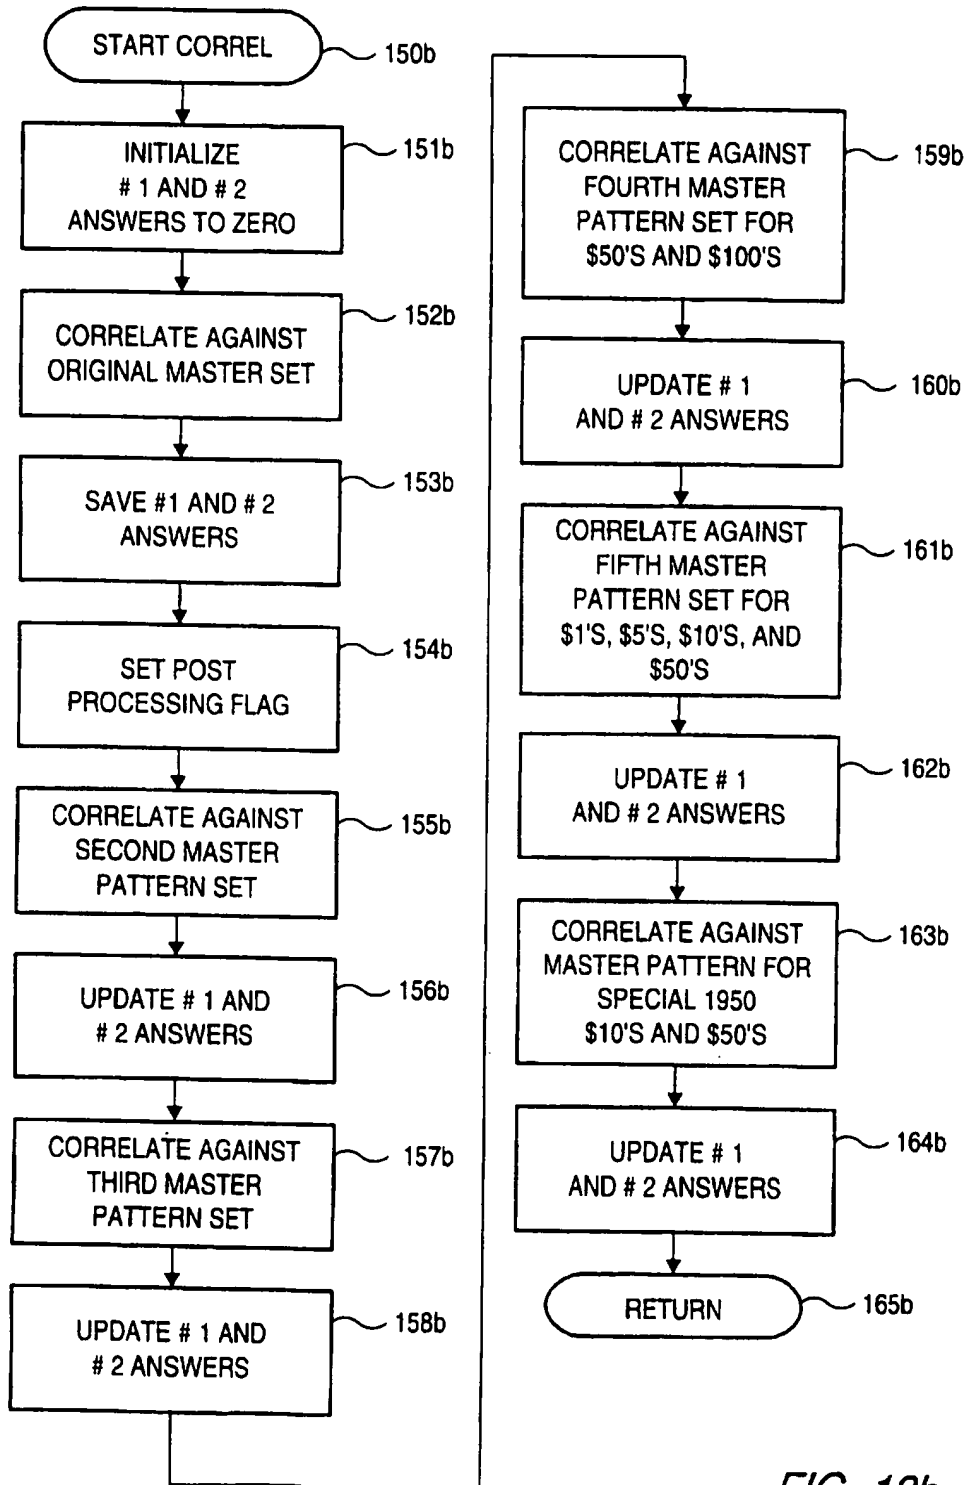 START CORREL
150b
INITIALIZE
# 1 AND # 2
ANSWERS TO ZERO
151b
CORRELATE AGAINST
ORIGINAL MASTER SET
152b
SAVE #1 AND # 2
ANSWERS
153b
SET POST
PROCESSING FLAG
154b
CORRELATE AGAINST
SECOND MASTER
PATTERN SET
155b
UPDATE # 1 AND
# 2 ANSWERS
156b
CORRELATE AGAINST
THIRD MASTER
PATTERN SET
157b
UPDATE # 1 AND
# 2 ANSWERS
158b
CORRELATE AGAINST
FOURTH MASTER
PATTERN SET FOR
$50'S AND $100'S
159b
UPDATE # 1
AND # 2 ANSWERS
160b
CORRELATE AGAINST
FIFTH MASTER
PATTERN SET FOR
$1'S, $5'S, $10'S, AND
$50'S
161b
UPDATE # 1
AND # 2 ANSWERS
162b
CORRELATE AGAINST
MASTER PATTERN FOR
SPECIAL 1950
$10'S AND $50'S
163b
UPDATE # 1
AND # 2 ANSWERS
164b
RETURN
165b